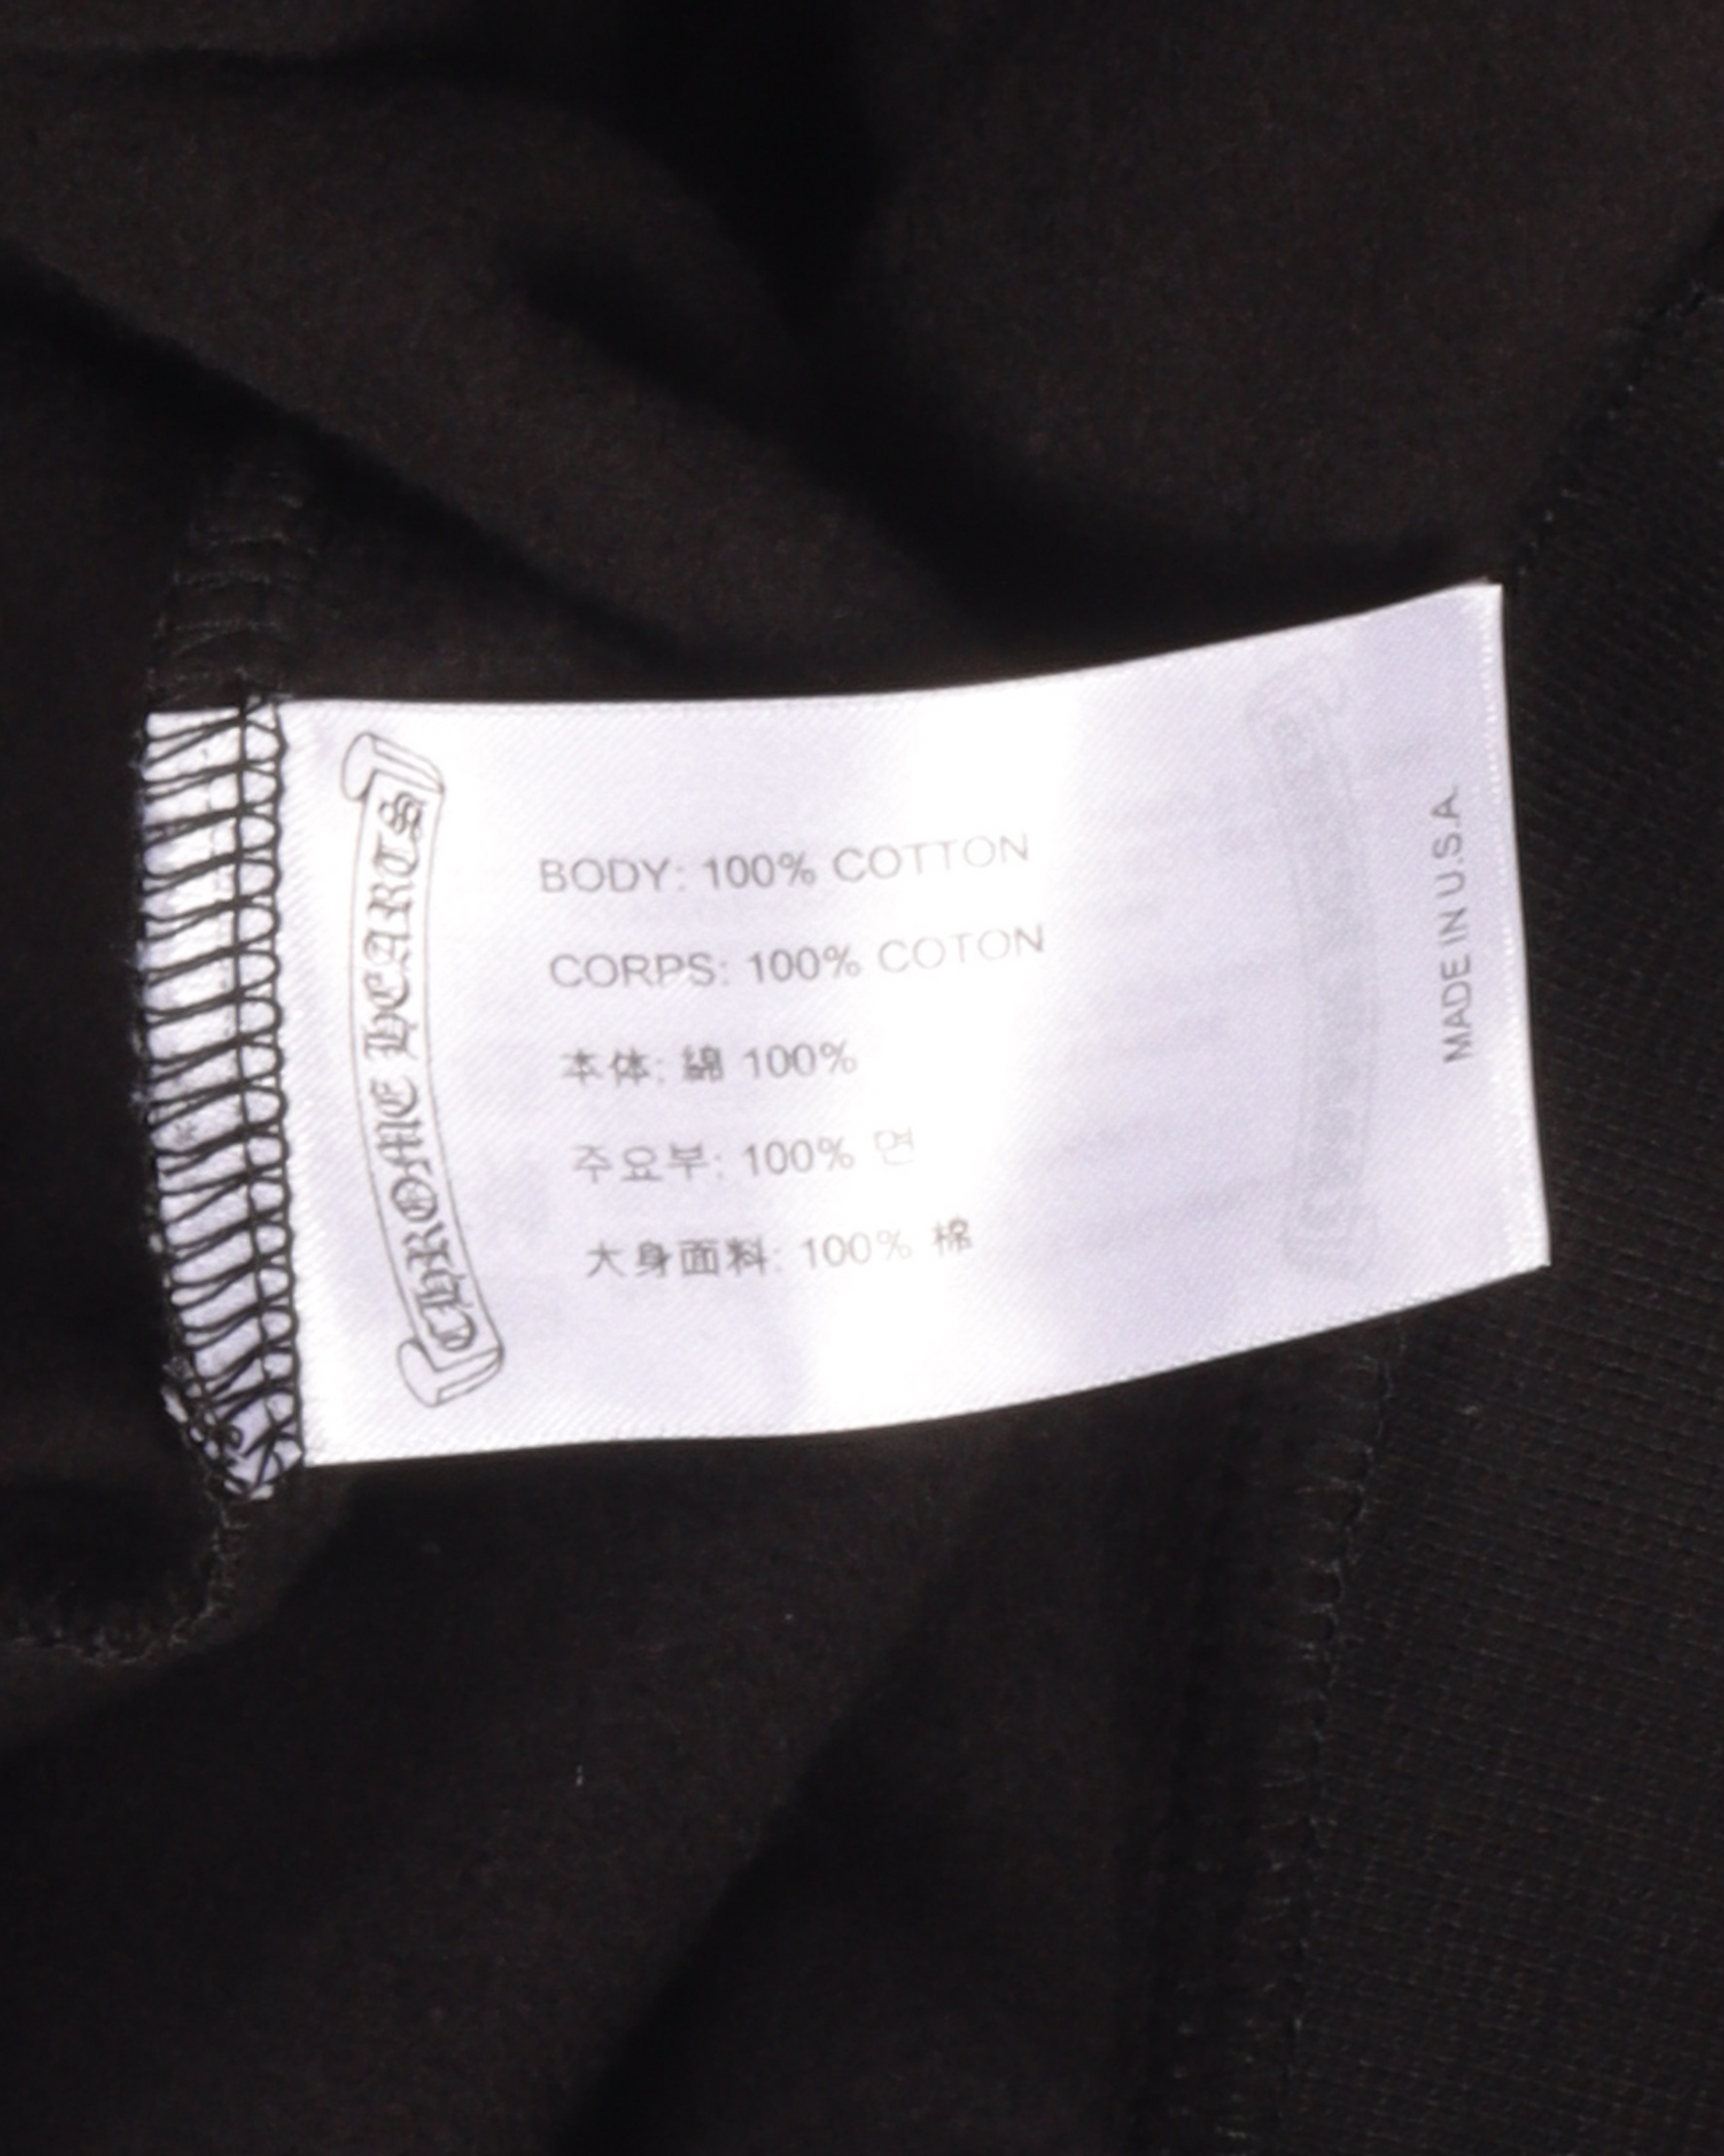 CHROME HEARTS
BODY: 100% COTTON
CORPS: 100% COTON
本体: 綿 100%
주요부: 100% 면
大身面料: 100% 棉
MADE IN U.S.A.